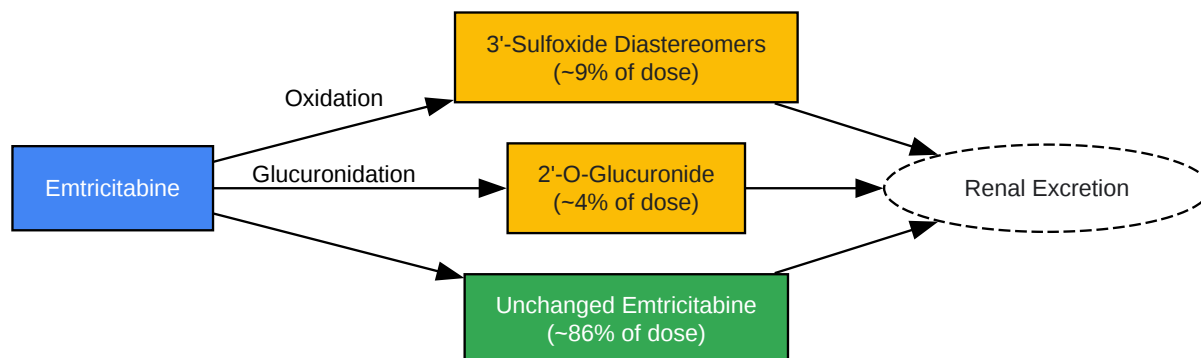 3'-Sulfoxide Diastereomers
(~9% of dose)
Oxidation
Emtricitabine
Glucuronidation
2'-O-Glucuronide
(~4% of dose)
Renal Excretion
Unchanged Emtricitabine
(~86% of dose)